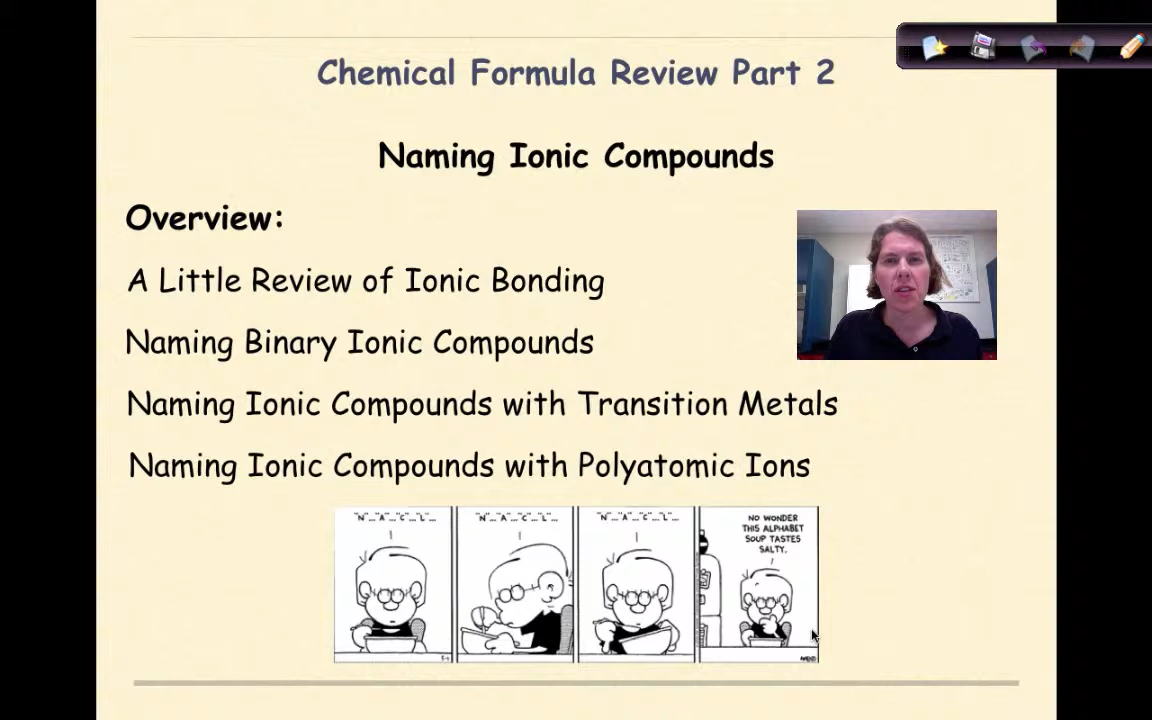 Chemical Formula Review Part 2
Naming Ionic Compounds
Overview:
A Little Review of Ionic Bonding
Naming Binary Ionic Compounds
Naming Ionic Compounds with Transition Metals
Naming Ionic Compounds with Polyatomic Ions
"N"... "A"... "C"... "L"...
"N"... "A"... "C"... "L"...
"N"... "A"... "C"... "L"...
NO WONDER
THIS ALPHABET
SOUP TASTES
SALTY.